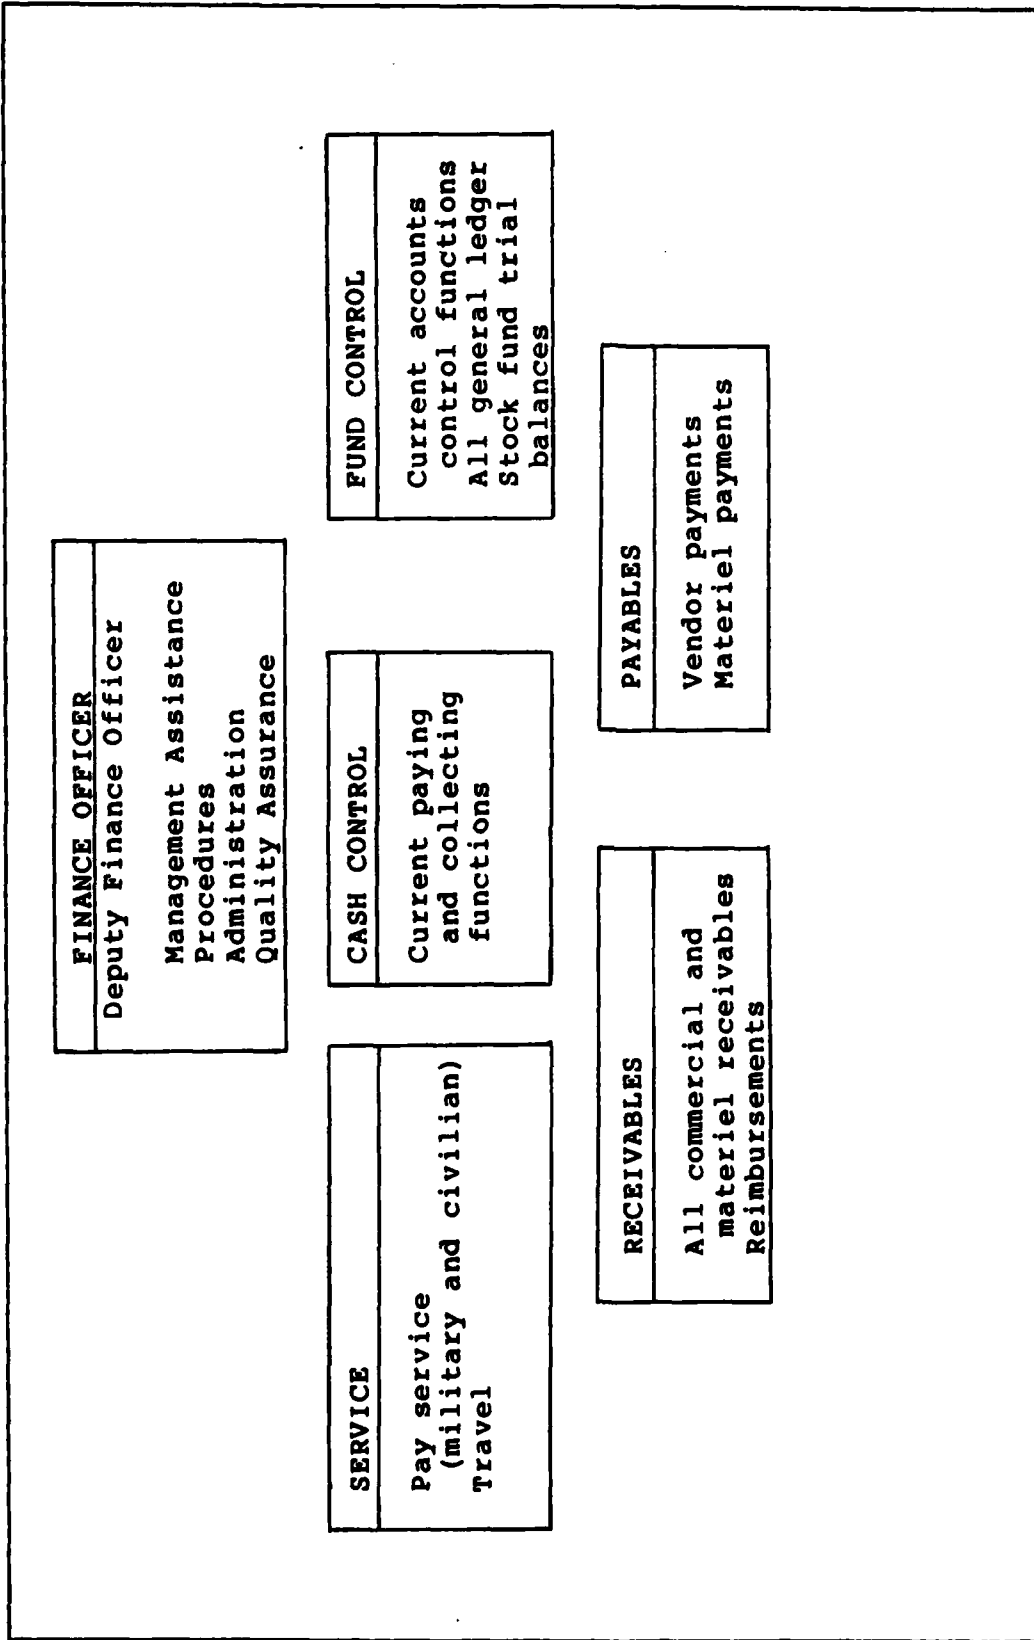 FINANCE OFFICER
Deputy Finance Officer
Management Assistance
Procedures
Administration
Quality Assurance
SERVICE
Pay service
(military and civilian)
Travel
CASH CONTROL
Current paying
and collecting
functions
FUND CONTROL
Current accounts
control functions
All general ledger
Stock fund trial
balances
RECEIVABLES
All commercial and
materiel receivables
Reimbursements
PAYABLES
Vendor payments
Materiel payments